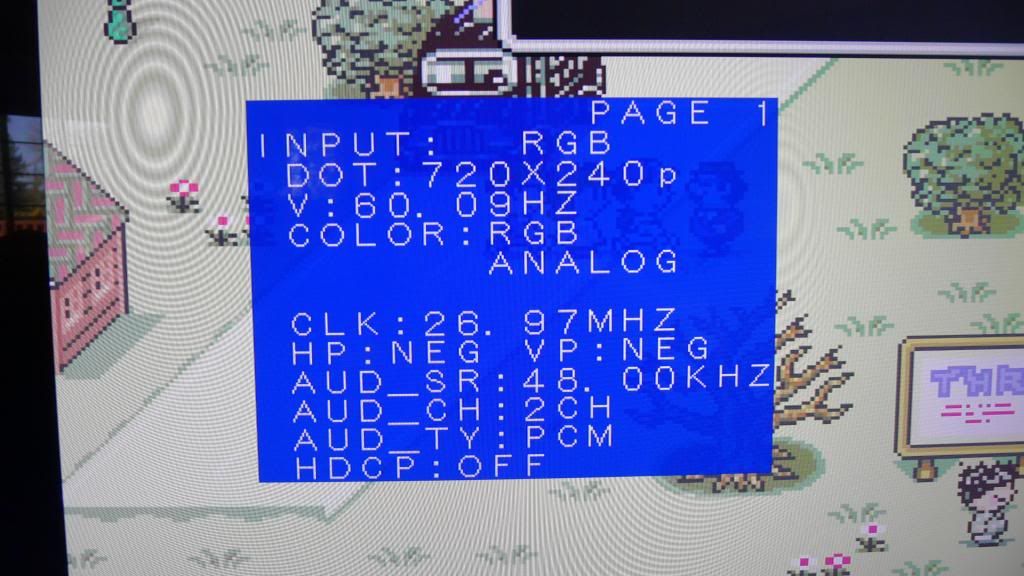 PAGE 1
INPUT: RGB
DOT:720X240p
V:60.09HZ
COLOR:RGB
ANALOG
CLK:26.97MHZ
HP:NEG VP:NEG
AUD_SR:48.00KHZ
AUD_CH:2CH
AUD_TY:PCM
HDCP:OFF
THR